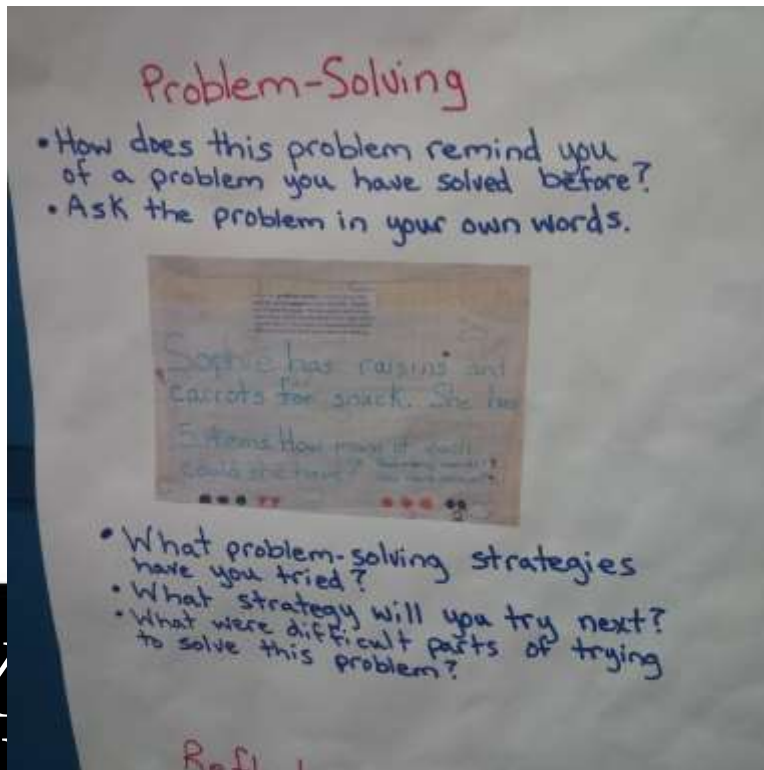 Problem-Solving
• How does this problem remind you
of a problem you have solved before?
• Ask the problem in your own words.
Sophie has raisins and
carrots for snack. She has
5 items How many of each
could she have?
• What problem-solving strategies
have you tried?
• What strategy will you try next?
• What were difficult parts of trying
to solve this problem?